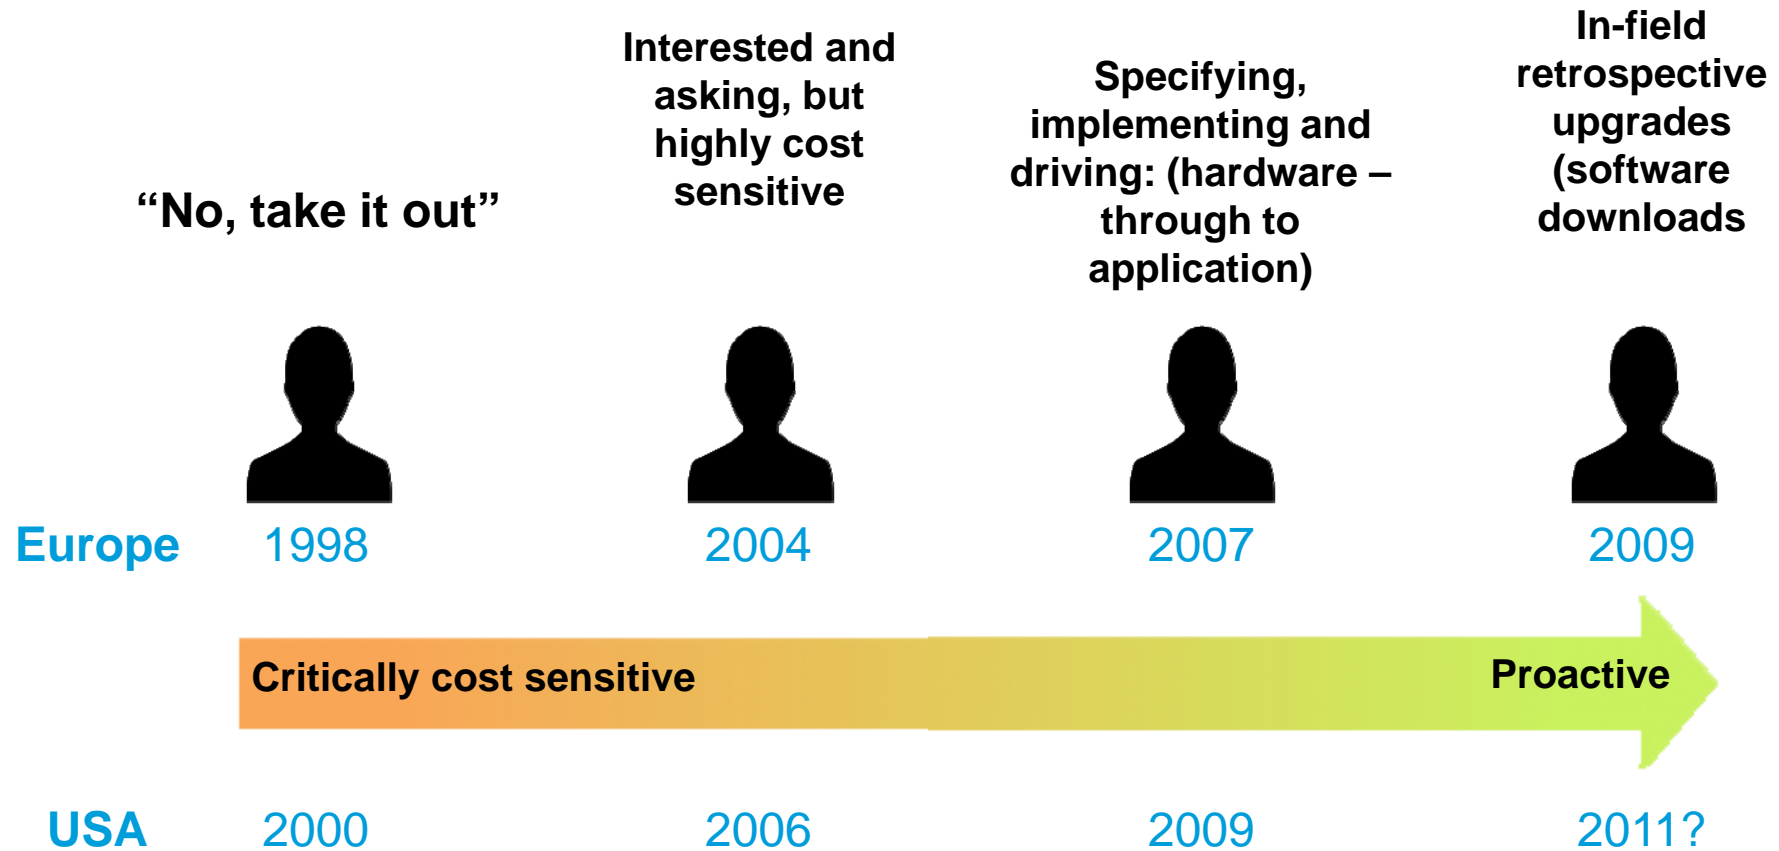 “No, take it out”
Interested and
asking, but
highly cost
sensitive
Specifying,
implementing and
driving: (hardware –
through to
application)
In-field
retrospective
upgrades
(software
downloads
Europe 1998 2004 2007 2009
Critically cost sensitive Proactive
USA 2000 2006 2009 2011?